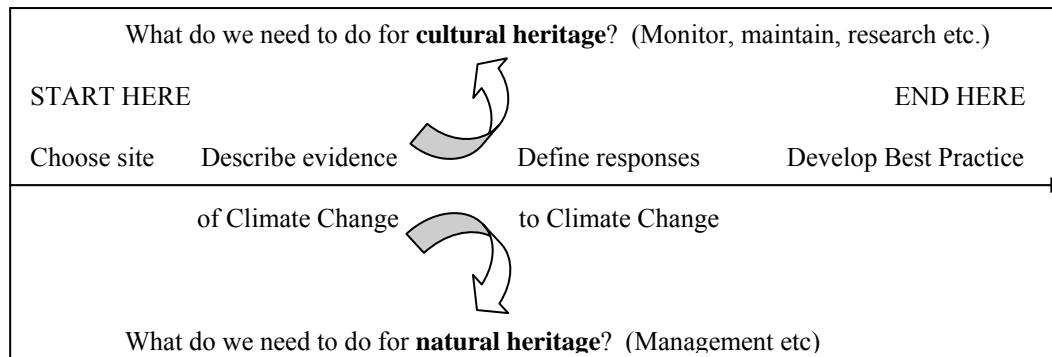 What do we need to do for cultural heritage? (Monitor, maintain, research etc.)
START HERE END HERE
Choose site Describe evidence Define responses Develop Best Practice
of Climate Change to Climate Change
What do we need to do for natural heritage? (Management etc)